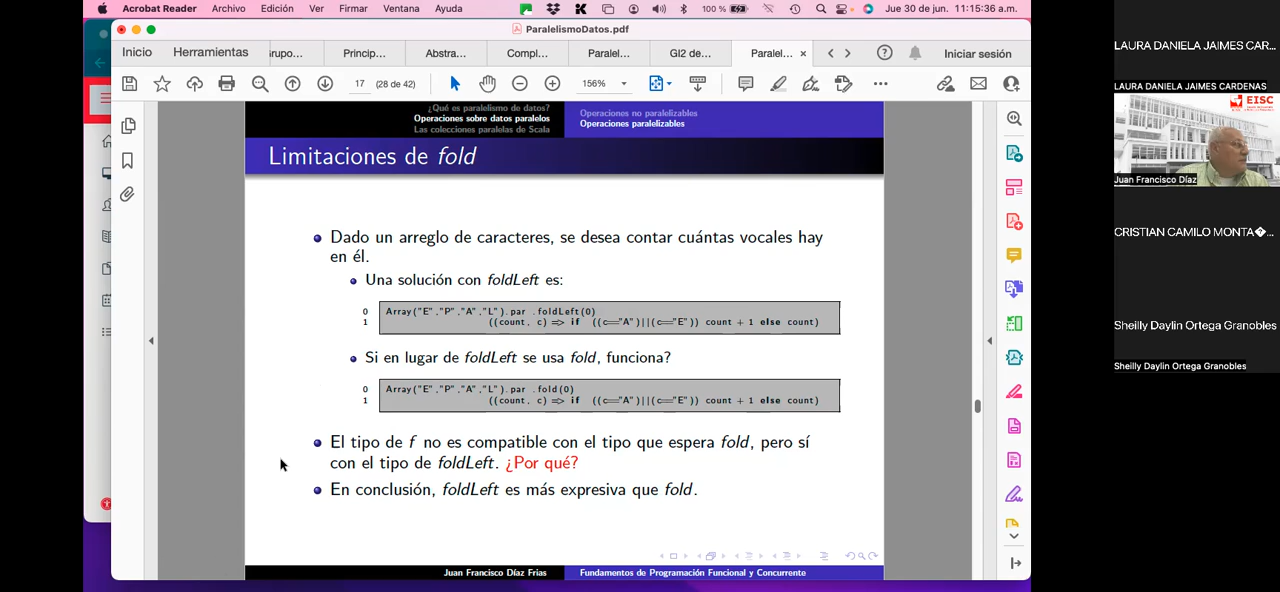 Acrobat Reader Archivo Edición Ver Firmar Ventana Ayuda 100 % Jue 30 de jun. 11:15:36 a.m.
ParalelismoDatos.pdf
Inicio Herramientas rupo... Princip... Abstra... Compl... Paralel... GI2 de... Paralel... × Iniciar sesión
17 (28 de 42) 156%
¿Qué es paralelismo de datos?
Operaciones sobre datos paralelos
Las colecciones paralelas de Scala
Operaciones no paralelizables
Operaciones paralelizables
Limitaciones de fold
Dado un arreglo de caracteres, se desea contar cuántas vocales hay
en él.
Una solución con foldLeft es:
0 Array("E","P","A","L").par .foldLeft(0)
1 ((count, c) => if ((c=="A")||(c=="E")) count + 1 else count)
Si en lugar de foldLeft se usa fold, funciona?
0 Array("E","P","A","L").par .fold(0)
1 ((count, c) => if ((c=="A")||(c=="E")) count + 1 else count)
El tipo de f no es compatible con el tipo que espera fold, pero sí
con el tipo de foldLeft. ¿Por qué?
En conclusión, foldLeft es más expresiva que fold.
Juan Francisco Díaz Frias Fundamentos de Programación Funcional y Concurrente
LAURA DANIELA JAIMES CAR...
LAURA DANIELA JAIMES CARDENAS
EISC
Juan Francisco Díaz
CRISTIAN CAMILO MONTA�...
Sheilly Daylin Ortega Granobles
Sheilly Daylin Ortega Granobles